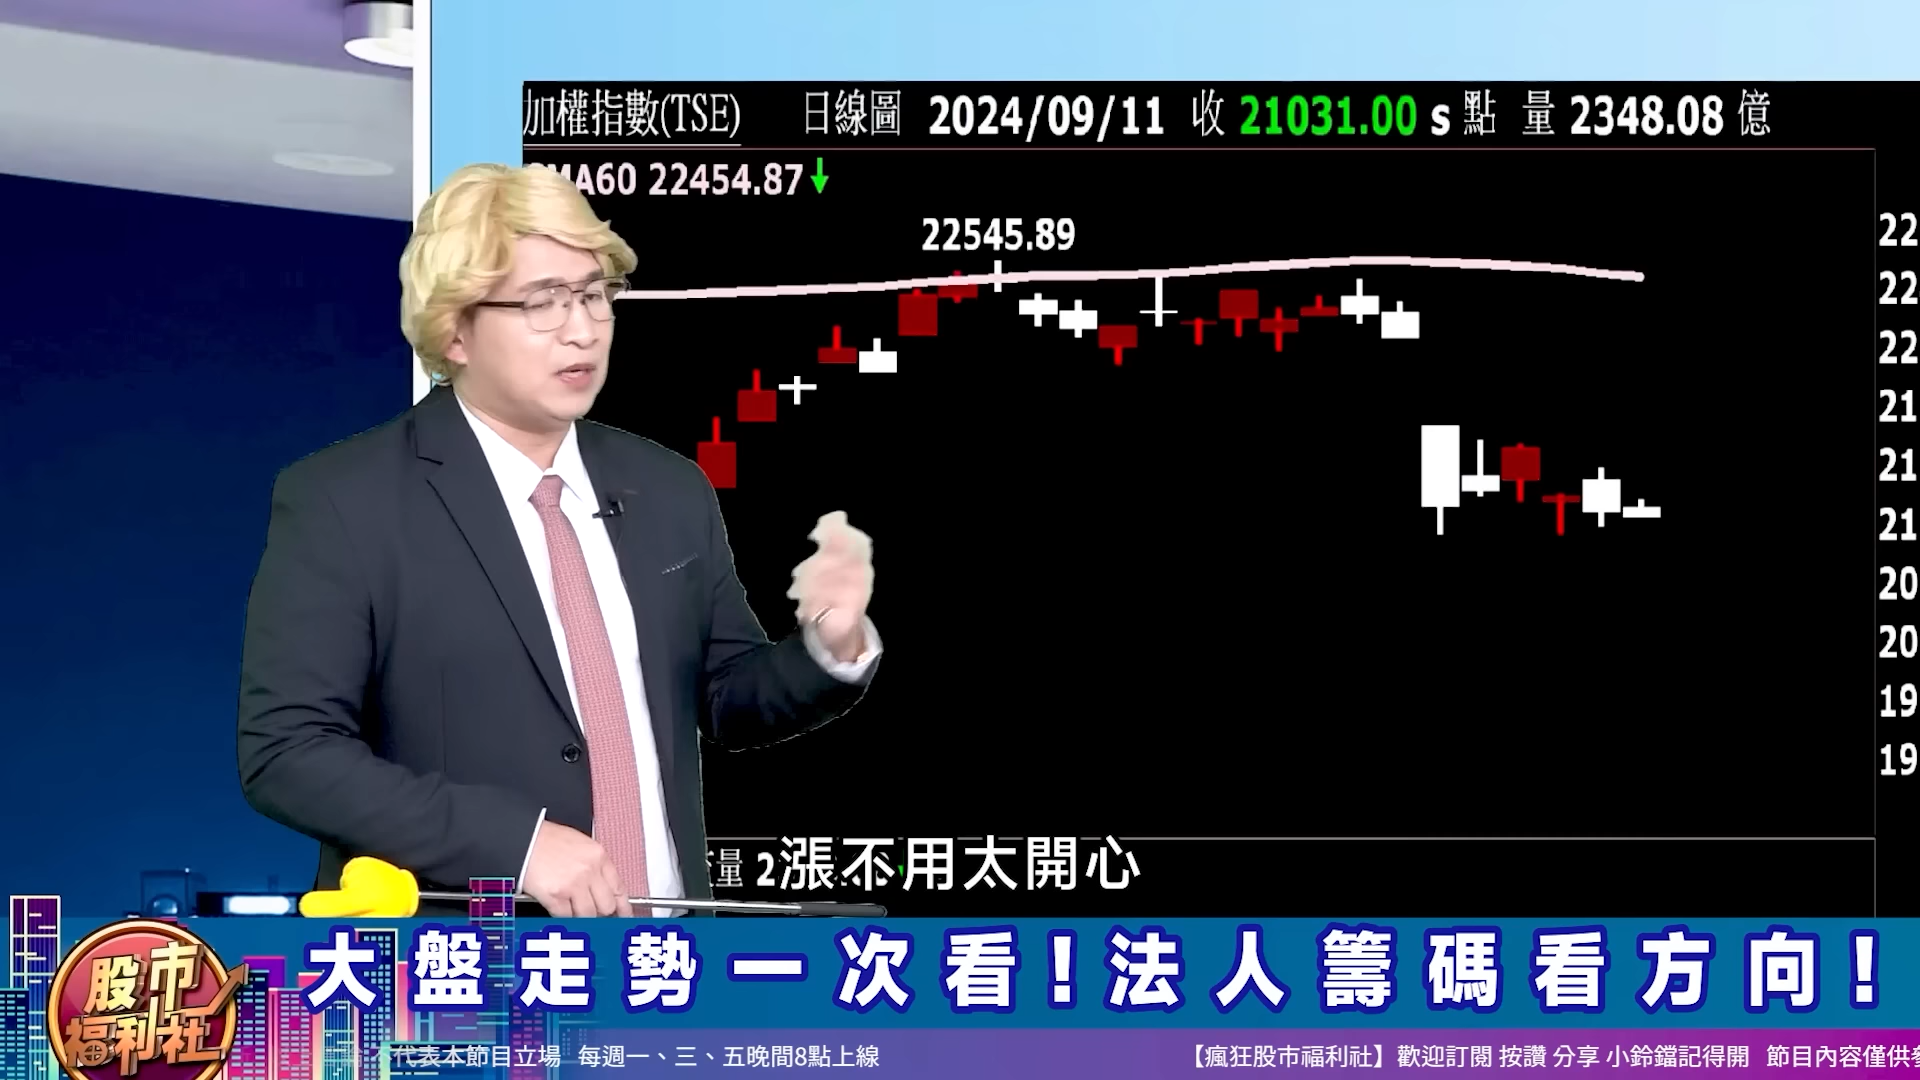 加權指數(TSE) 日線圖 2024/09/11 收 21031.00 s 點 量 2348.08 億
MA60 22454.87↓
22545.89
22
22
22
21
21
21
20
20
19
19
量 2
漲不用太開心
大盤走勢一次看!法人籌碼看方向!
股市
福利社
不代表本節目立場 每週一、三、五晚間8點上線 【瘋狂股市福利社】歡迎訂閱 按讚 分享 小鈴鐺記得開 節目內容僅供